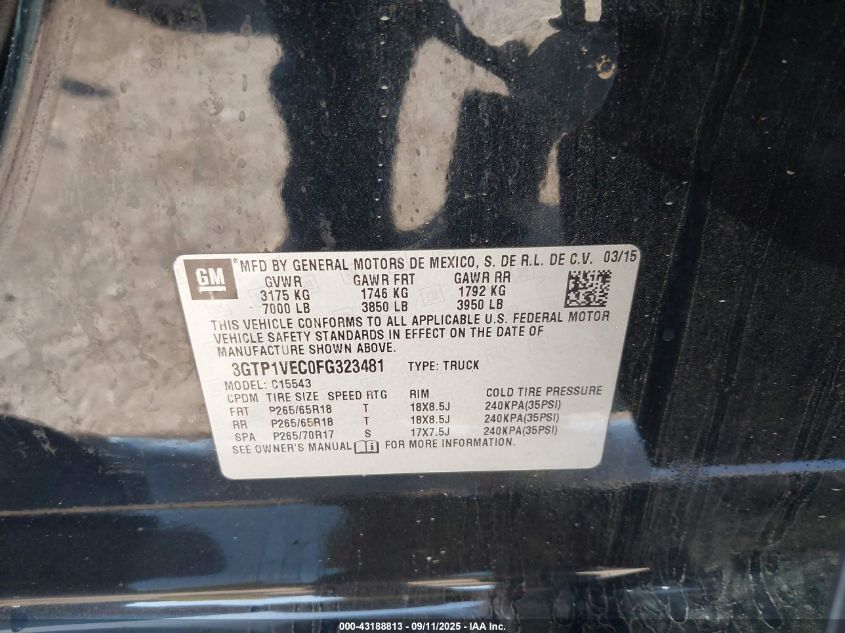 GM ® MFD BY GENERAL MOTORS DE MEXICO, S. DE R.L. DE C.V. 03/15
GVWR GAWR FRT GAWR RR
3175 KG 1746 KG 1792 KG
7000 LB 3850 LB 3950 LB
THIS VEHICLE CONFORMS TO ALL APPLICABLE U.S. FEDERAL MOTOR
VEHICLE SAFETY STANDARDS IN EFFECT ON THE DATE OF
MANUFACTURE SHOWN ABOVE.
3GTP1VEC0FG323481 TYPE: TRUCK
MODEL: C15543
CPDM TIRE SIZE SPEED RTG RIM COLD TIRE PRESSURE
FRT P265/65R18 T 18X8.5J 240KPA(35PSI)
RR P265/65R18 T 18X8.5J 240KPA(35PSI)
SPA P265/70R17 S 17X7.5J 240KPA(35PSI)
SEE OWNER'S MANUAL FOR MORE INFORMATION.
000-43188813 - 09/11/2025 - IAA Inc.